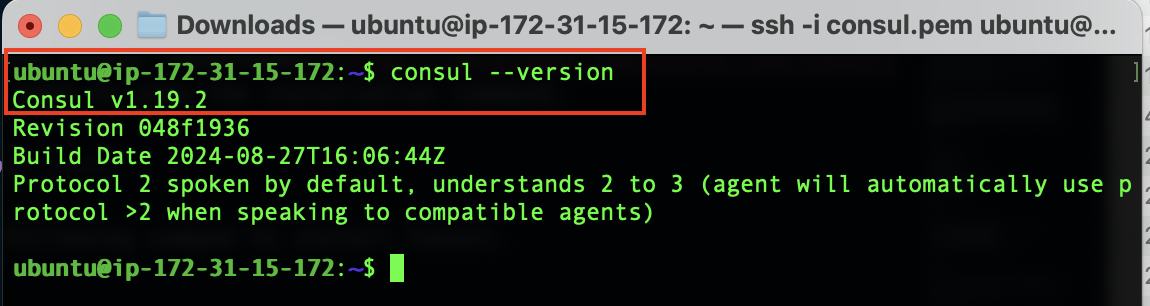 Downloads — ubuntu@ip-172-31-15-172: ~ — ssh -i consul.pem ubuntu@...
[ubuntu@ip-172-31-15-172:~$ consul --version ]
Consul v1.19.2
Revision 048f1936
Build Date 2024-08-27T16:06:44Z
Protocol 2 spoken by default, understands 2 to 3 (agent will automatically use p
rotocol >2 when speaking to compatible agents)
ubuntu@ip-172-31-15-172:~$